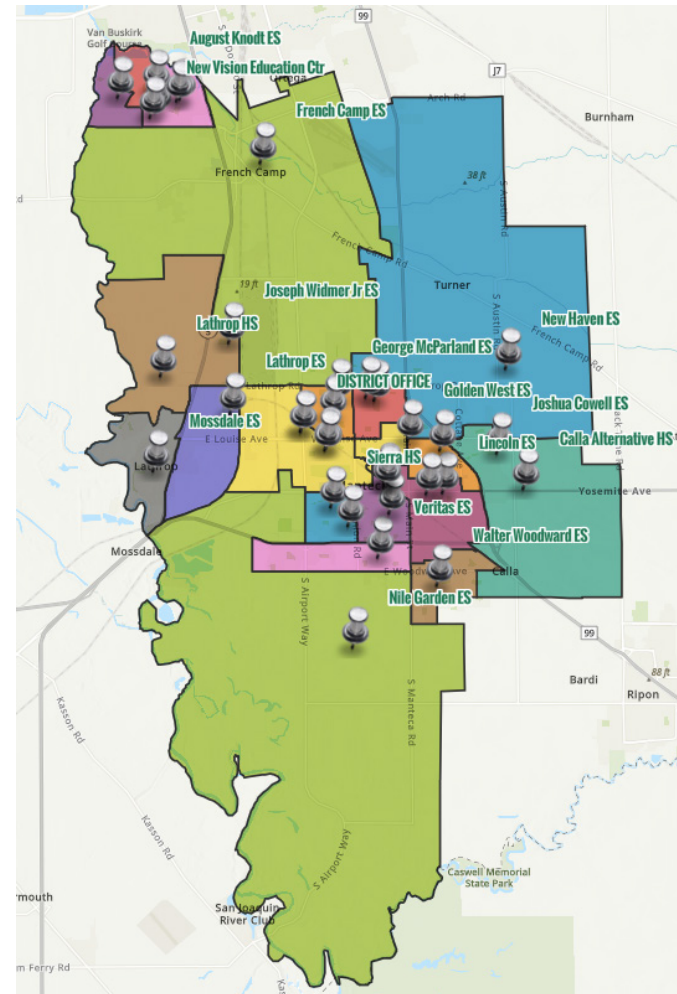 99
Van Buskirk
Golf Course
August Knodt ES
New Vision Education Ctr
J7
Arch Rd
Burnham
French Camp ES
38 ft
S Austin Rd
French Camp
French Camp Rd
Turner
19 ft
Joseph Widmer Jr ES
S Austin Rd
New Haven ES
French Camp Rd
Lathrop HS
George McParland ES
Lathrop ES
DISTRICT OFFICE
Lathrop Rd
Golden West ES
Joshua Cowell ES
Mossdale ES
E Louise Ave
Lincoln ES
Calla Alternative HS
Sierra HS
Lathrop
Yosemite Ave
Veritas ES
Mossdale
Walter Woodward ES
E Woodward Ave
Calla
S Airport Way
Nile Garden ES
99
88 ft
Bardi
Ripon
S Manteca Rd
Kasson Rd
Kasson Rd
S Airport Way
Caswell Memorial
State Park
San Joaquin
River Club